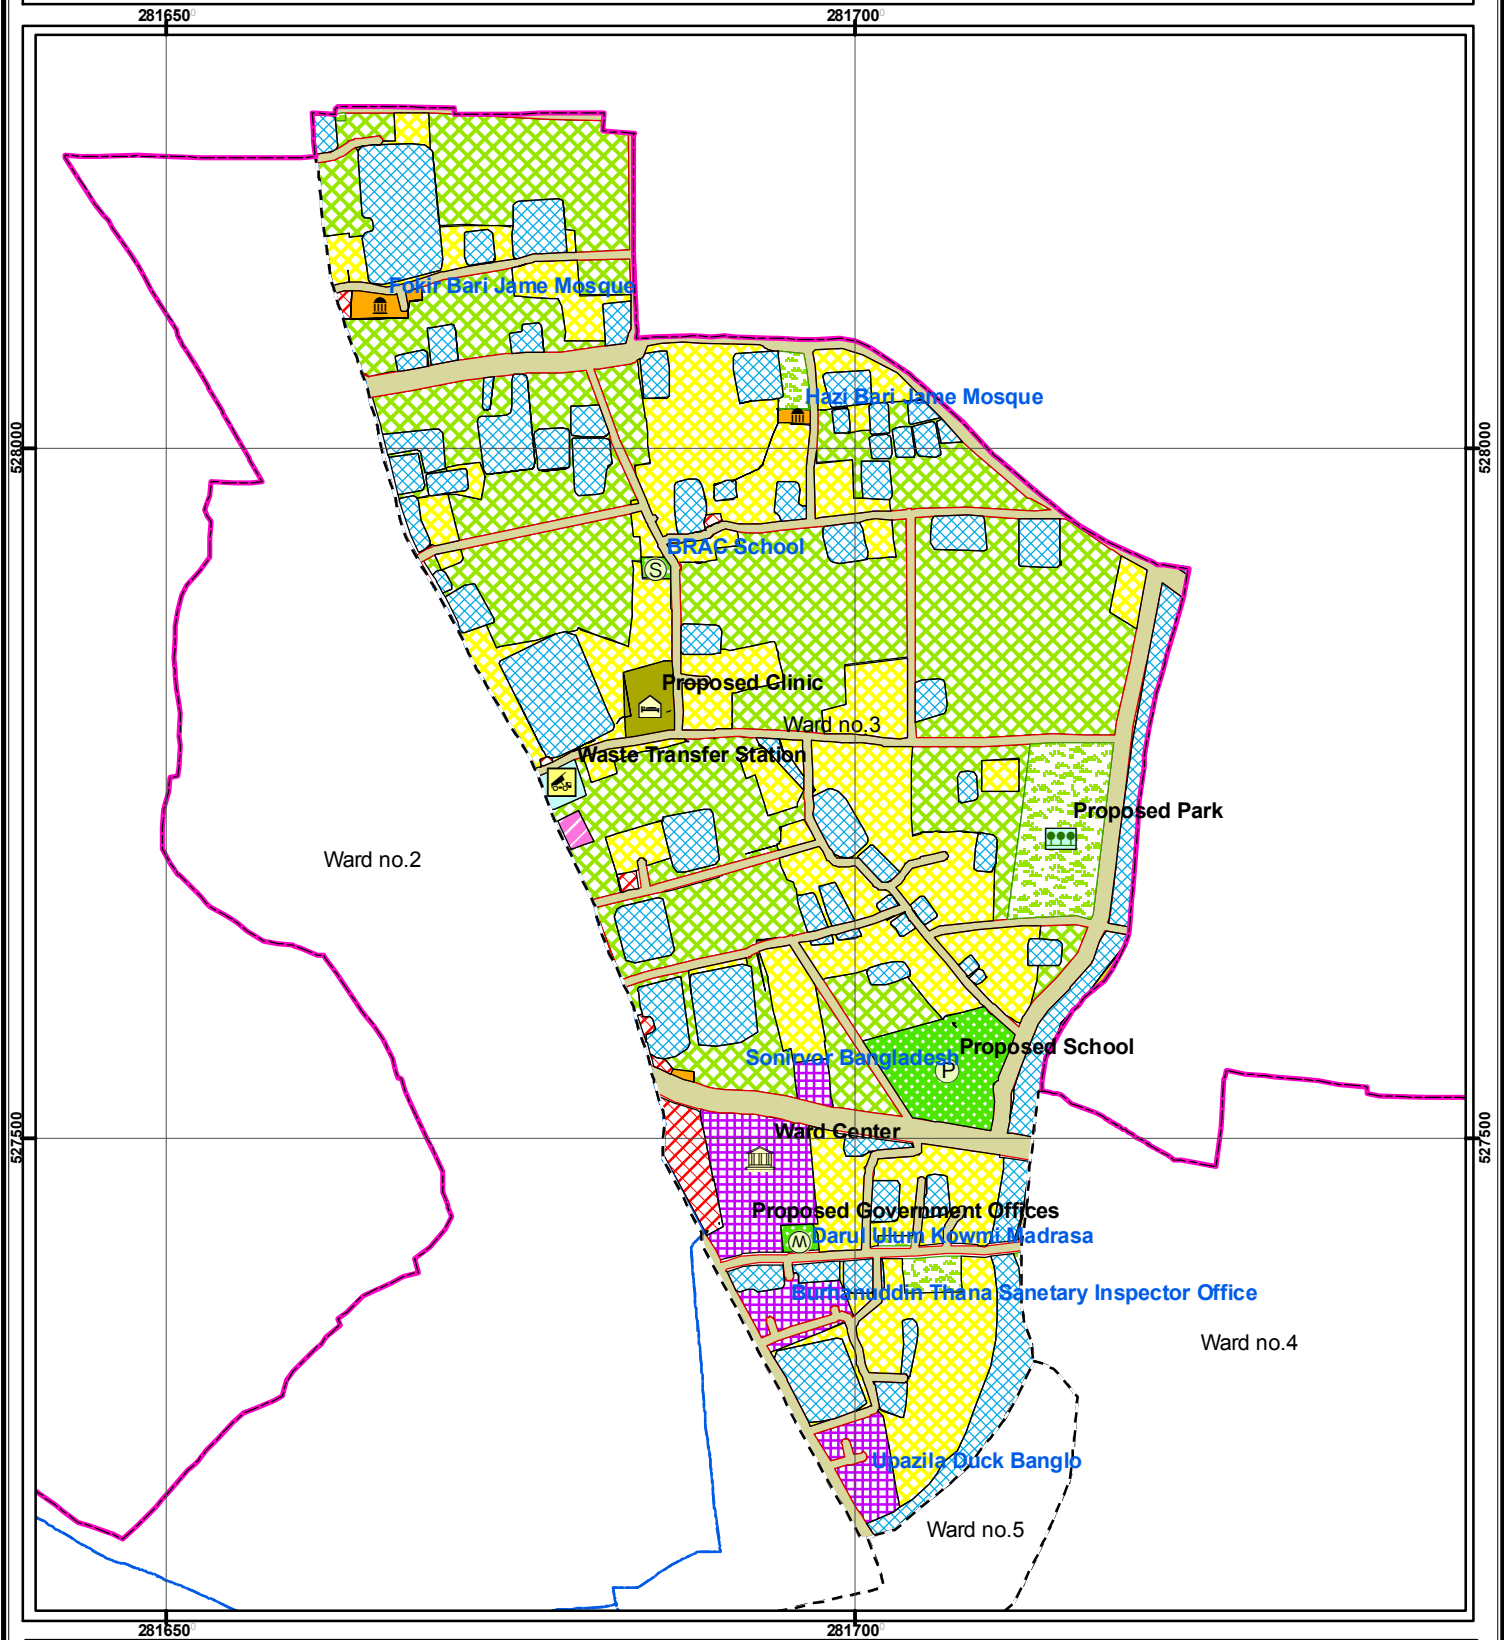 281650
281700
Fokir Bari Jame Mosque
Hazi Bari Jame Mosque
528000
528000
BRAC School
S
Proposed Clinic
Ward no.3
Waste Transfer Station
Proposed Park
Ward no.2
Proposed School
Sonirvor Bangladesh
P
Ward Center
527500
527500
Proposed Government Offices
Darul Ulum Kowmi Madrasa
M
Burhanuddin Thana Sanetary Inspector Office
Ward no.4
Upazila Duck Banglo
Ward no.5
281650
281700